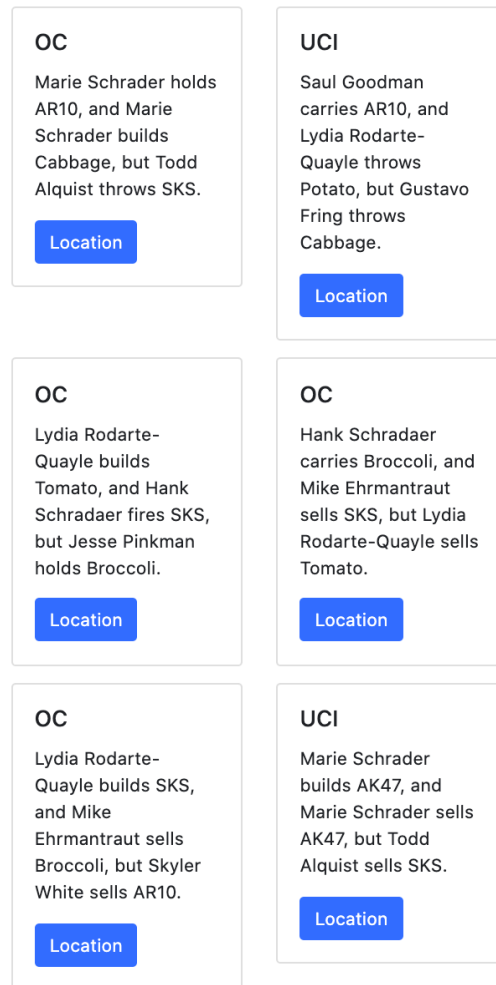 OC
Marie Schrader holds
AR10, and Marie
Schrader builds
Cabbage, but Todd
Alquist throws SKS.
Location
UCI
Saul Goodman
carries AR10, and
Lydia Rodarte-
Quayle throws
Potato, but Gustavo
Fring throws
Cabbage.
Location
OC
Lydia Rodarte-
Quayle builds
Tomato, and Hank
Schradaer fires SKS,
but Jesse Pinkman
holds Broccoli.
Location
OC
Hank Schradaer
carries Broccoli, and
Mike Ehrmantraut
sells SKS, but Lydia
Rodarte-Quayle sells
Tomato.
Location
OC
Lydia Rodarte-
Quayle builds SKS,
and Mike
Ehrmantraut sells
Broccoli, but Skyler
White sells AR10.
Location
UCI
Marie Schrader
builds AK47, and
Marie Schrader sells
AK47, but Todd
Alquist sells SKS.
Location